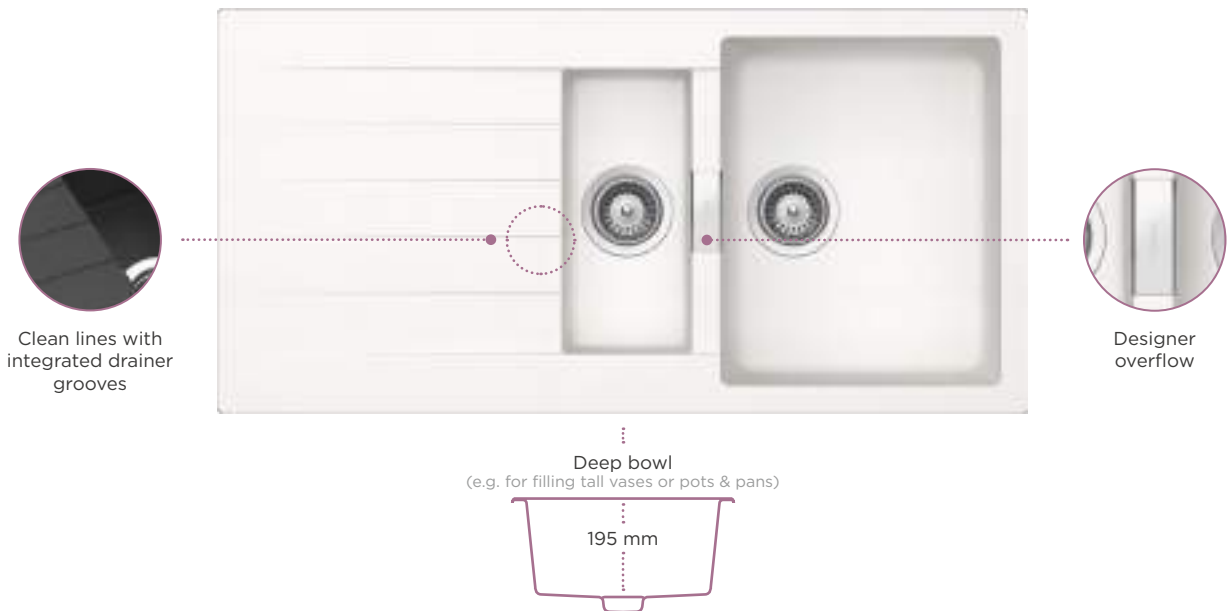 Clean lines with
integrated drainer
grooves
Designer
overflow
Deep bowl
(e.g. for filling tall vases or pots & pans)
195 mm